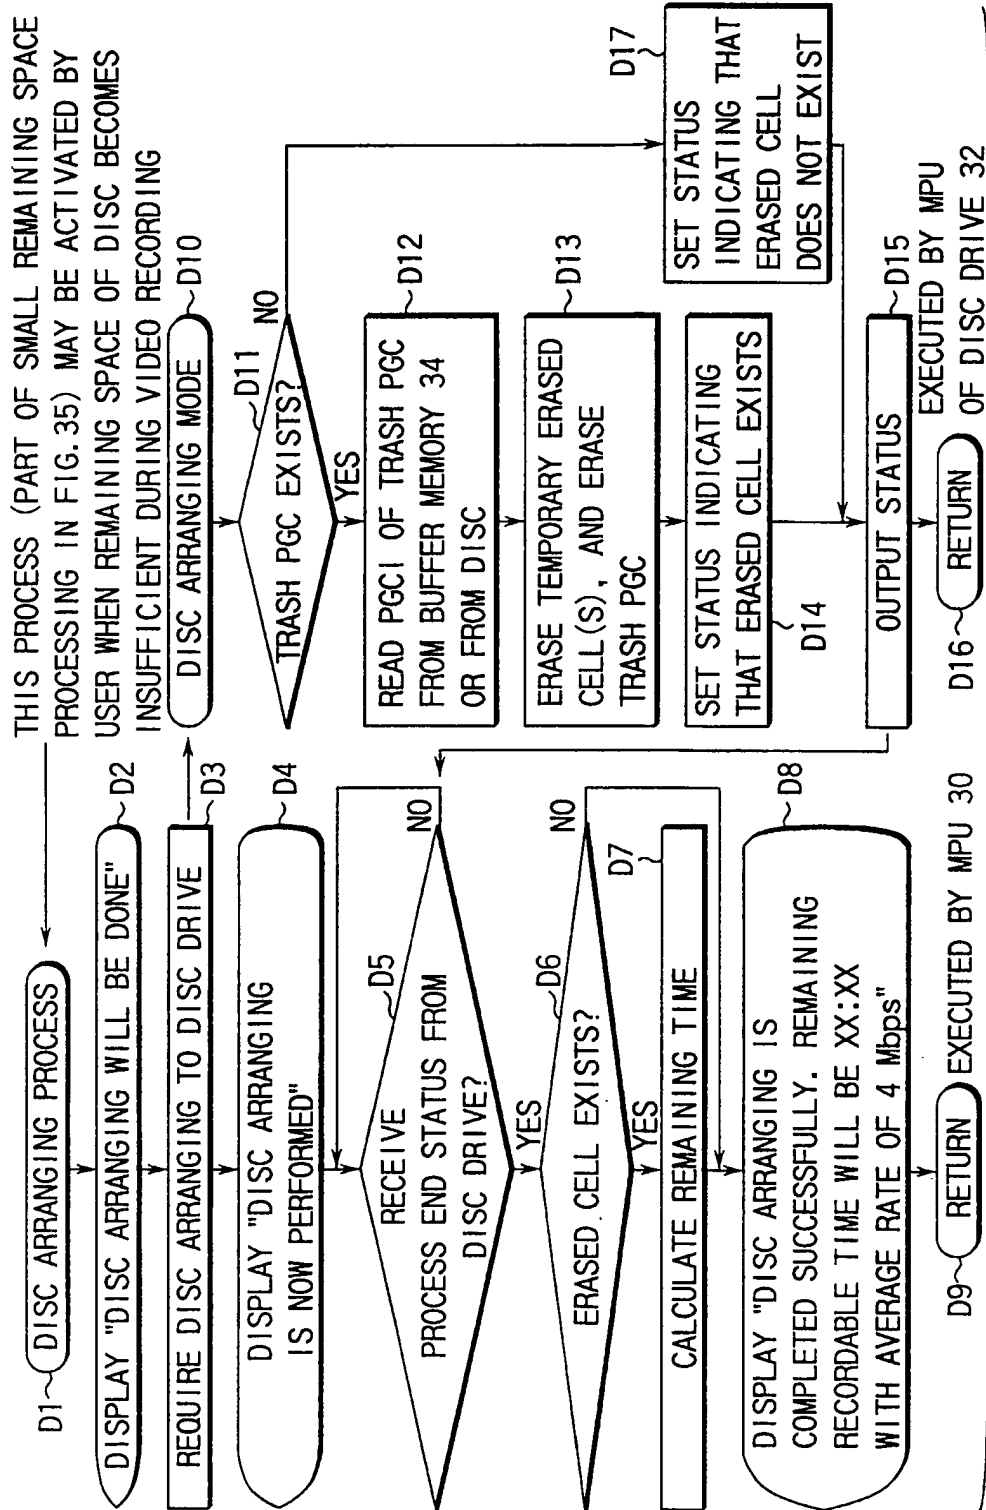 THIS PROCESS (PART OF SMALL REMAINING SPACE
PROCESSING IN FIG.35) MAY BE ACTIVATED BY
USER WHEN REMAINING SPACE OF DISC BECOMES
INSUFFICIENT DURING VIDEO RECORDING
D1
DISC ARRANGING PROCESS
D2
DISPLAY "DISC ARRANGING WILL BE DONE"
D3
REQUIRE DISC ARRANGING TO DISC DRIVE
D4
DISPLAY "DISC ARRANGING
IS NOW PERFORMED"
D5
RECEIVE
PROCESS END STATUS FROM
DISC DRIVE?
NO
YES
D6
ERASED CELL EXISTS?
NO
YES
D7
CALCULATE REMAINING TIME
D8
DISPLAY "DISC ARRANGING IS
COMPLETED SUCCESSFULLY. REMAINING
RECORDABLE TIME WILL BE XX:XX
WITH AVERAGE RATE OF 4 Mbps"
D9
RETURN
EXECUTED BY MPU 30
D10
DISC ARRANGING MODE
D11
TRASH PGC EXISTS?
NO
YES
D12
READ PGCI OF TRASH PGC
FROM BUFFER MEMORY 34
OR FROM DISC
D13
ERASE TEMPORARY ERASED
CELL(S), AND ERASE
TRASH PGC
SET STATUS INDICATING
THAT ERASED CELL EXISTS
D14
D17
SET STATUS
INDICATING THAT
ERASED CELL
DOES NOT EXIST
D15
OUTPUT STATUS
D16
RETURN
EXECUTED BY MPU
OF DISC DRIVE 32